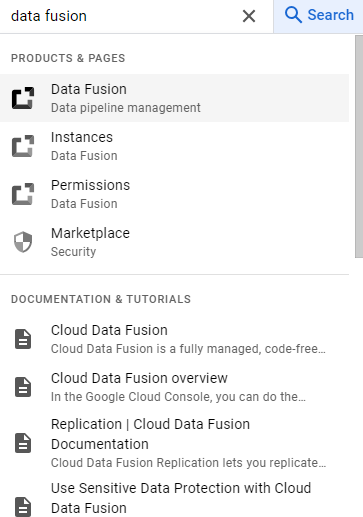 data fusion
Search
PRODUCTS & PAGES
Data Fusion
Data pipeline management
Instances
Data Fusion
Permissions
Data Fusion
Marketplace
Security
DOCUMENTATION & TUTORIALS
Cloud Data Fusion
Cloud Data Fusion is a fully managed, code-free...
Cloud Data Fusion overview
In the Google Cloud Console, you can do the...
Replication | Cloud Data Fusion
Documentation
Cloud Data Fusion Replication lets you replicate...
Use Sensitive Data Protection with Cloud
Data Fusion